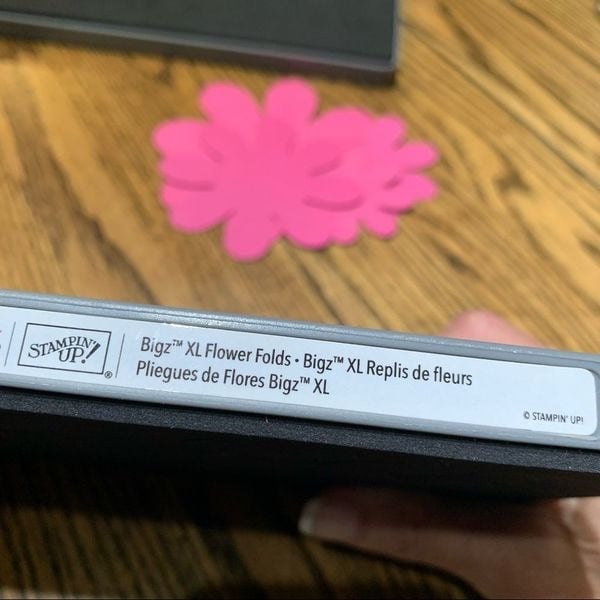 STAMPIN' UP!®
Bigz™ XL Flower Folds • Bigz™ XL Replis de fleurs
Pliegues de Flores Bigz™ XL
© STAMPIN' UP!